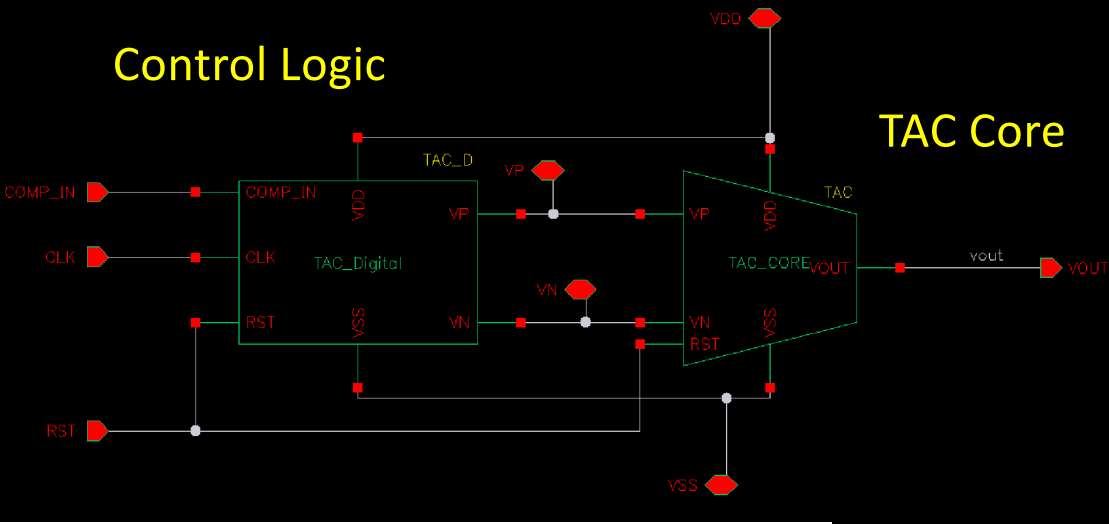 VDD
Control Logic
TAC Core
TAC_D
VP
TAC
COMP_IN
COMP_IN
VDD
VP
VP
VDD
CLK
CLK
TAC_Digital
TAC_CORE
VOUT
vout
VOUT
VN
RST
VSS
VN
VN
VSS
RST
RST
VSS